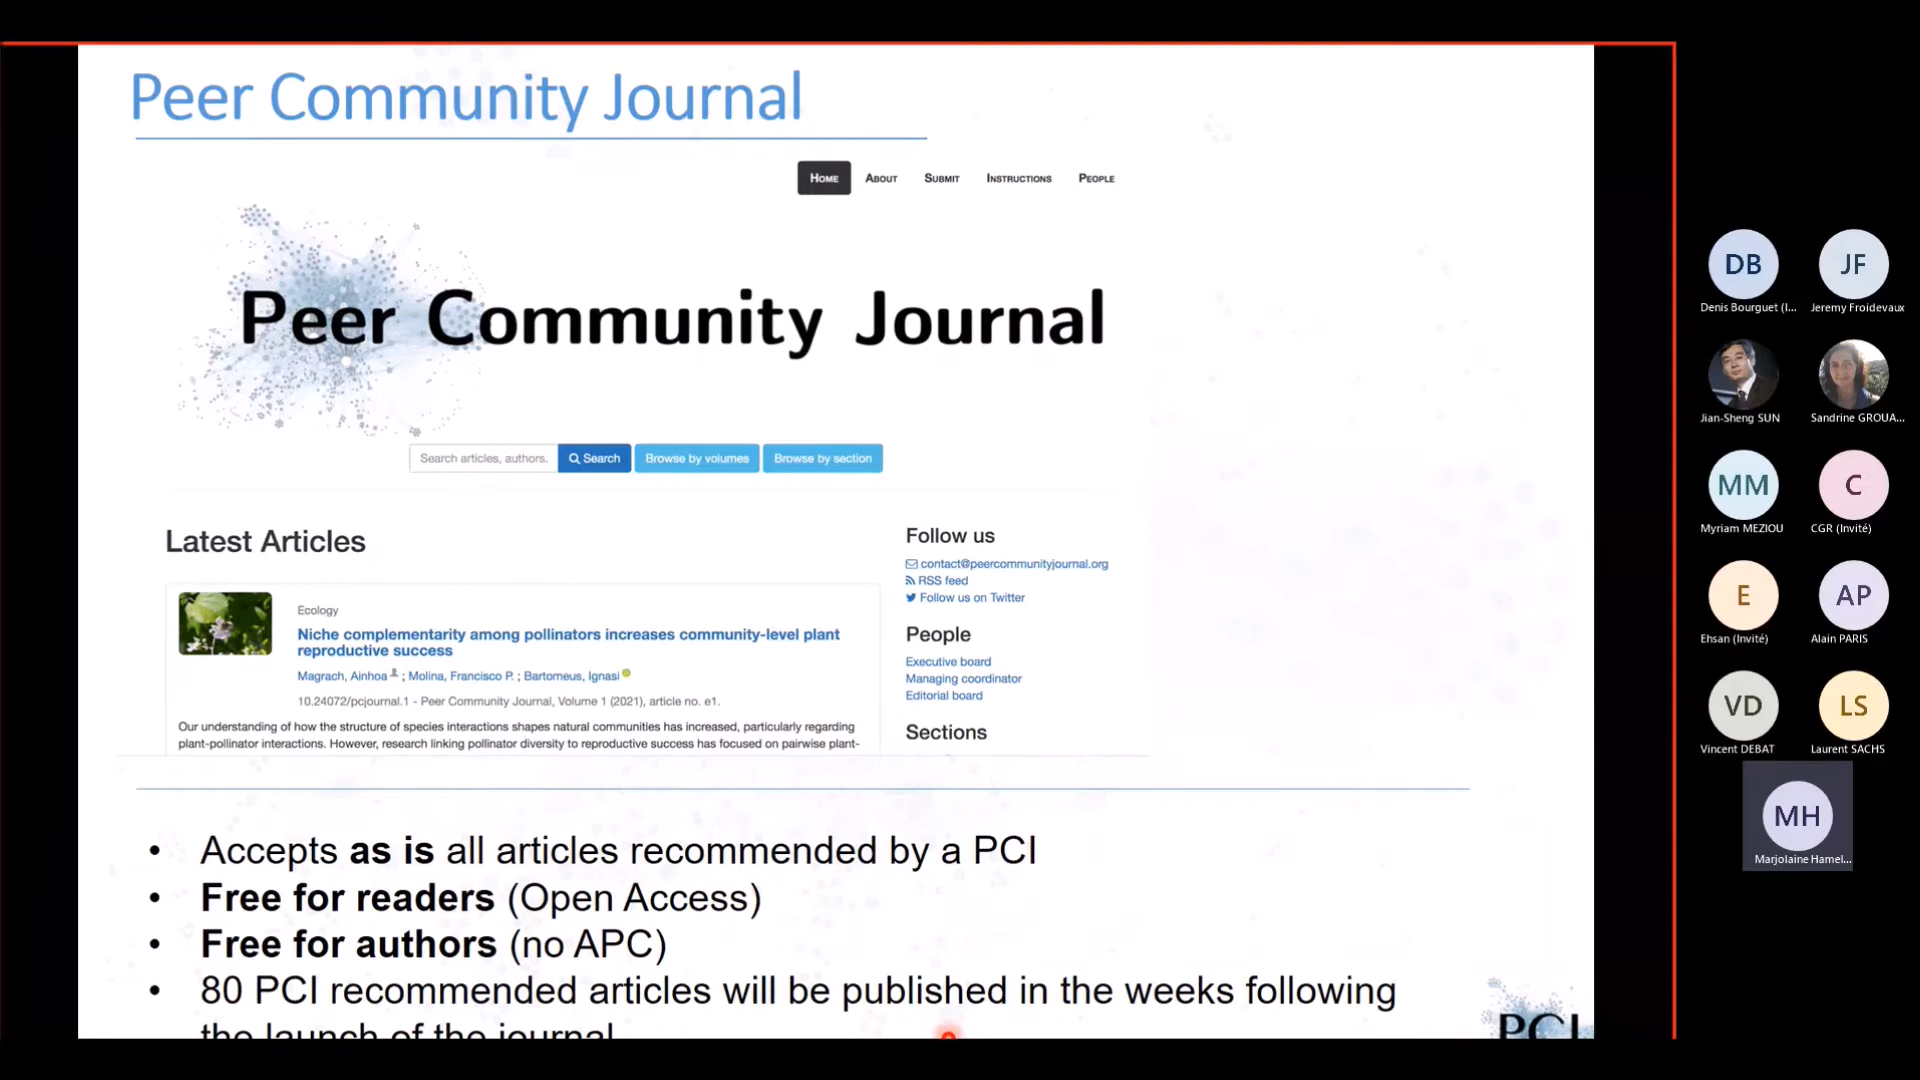 Peer Community Journal
Home About Submit Instructions People
Peer Community Journal
Search articles, authors. Search Browse by volumes Browse by section
Latest Articles
Ecology
Niche complementarity among pollinators increases community-level plant
reproductive success
Magrach, Ainhoa ; Molina, Francisco P. ; Bartomeus, Ignasi
10.24072/pcjournal.1 - Peer Community Journal, Volume 1 (2021), article no. e1.
Our understanding of how the structure of species interactions shapes natural communities has increased, particularly regarding
plant-pollinator interactions. However, research linking pollinator diversity to reproductive success has focused on pairwise plant-
Follow us
contact@peercommunityjournal.org
RSS feed
Follow us on Twitter
People
Executive board
Managing coordinator
Editorial board
Sections
• Accepts as is all articles recommended by a PCI
• Free for readers (Open Access)
• Free for authors (no APC)
• 80 PCI recommended articles will be published in the weeks following
the launch of the journal
PCI
DB JF
Denis Bourguet (I... Jeremy Froidevaux
Jian-Sheng SUN Sandrine GROUA...
MM C
Myriam MEZIOU CGR (Invité)
E AP
Ehsan (Invité) Alain PARIS
VD LS
Vincent DEBAT Laurent SACHS
MH
Marjolaine Hamel...